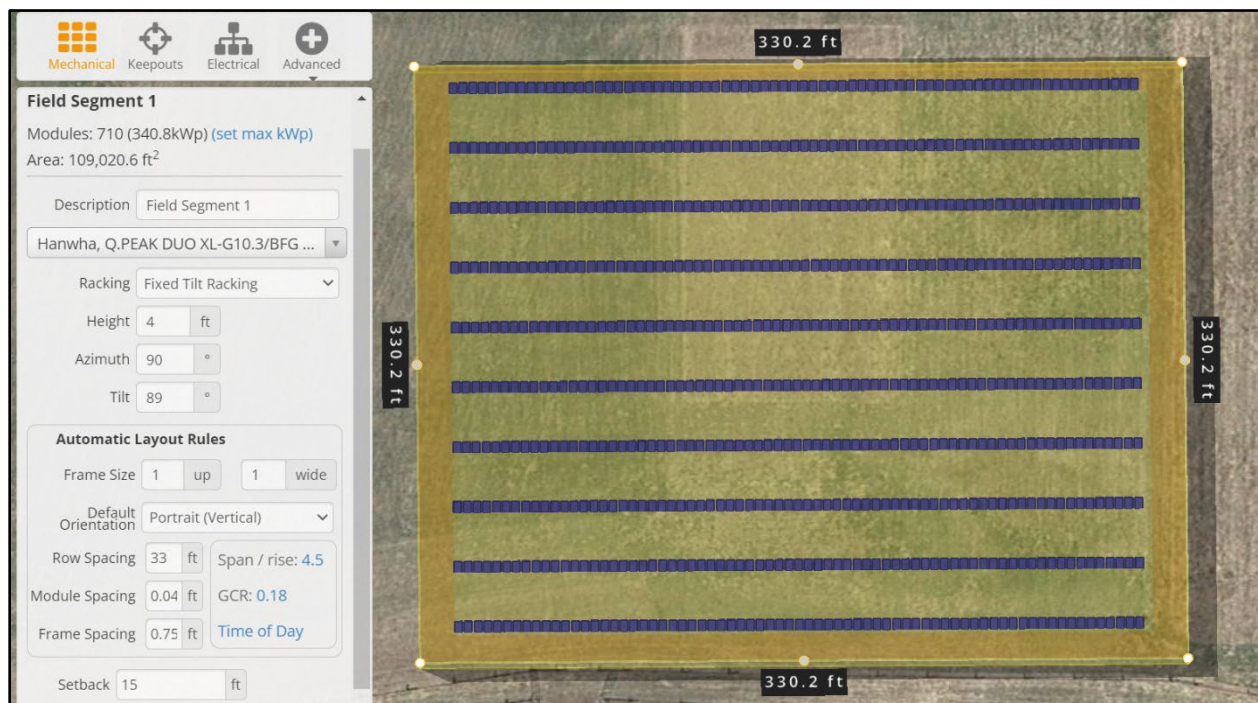 Mechanical Keepouts Electrical Advanced
Field Segment 1
Modules: 710 (340.8kWp) (set max kWp)
Area: 109,020.6 ft²
Description Field Segment 1
Hanwha, Q.PEAK DUO XL-G10.3/BFG ...
Racking Fixed Tilt Racking
Height 4 ft
Azimuth 90 °
Tilt 89 °
Automatic Layout Rules
Frame Size 1 up 1 wide
Default Orientation Portrait (Vertical)
Row Spacing 33 ft Span / rise: 4.5
Module Spacing 0.04 ft GCR: 0.18
Frame Spacing 0.75 ft Time of Day
Setback 15 ft
330.2 ft
330.2 ft
330.2 ft
330.2 ft